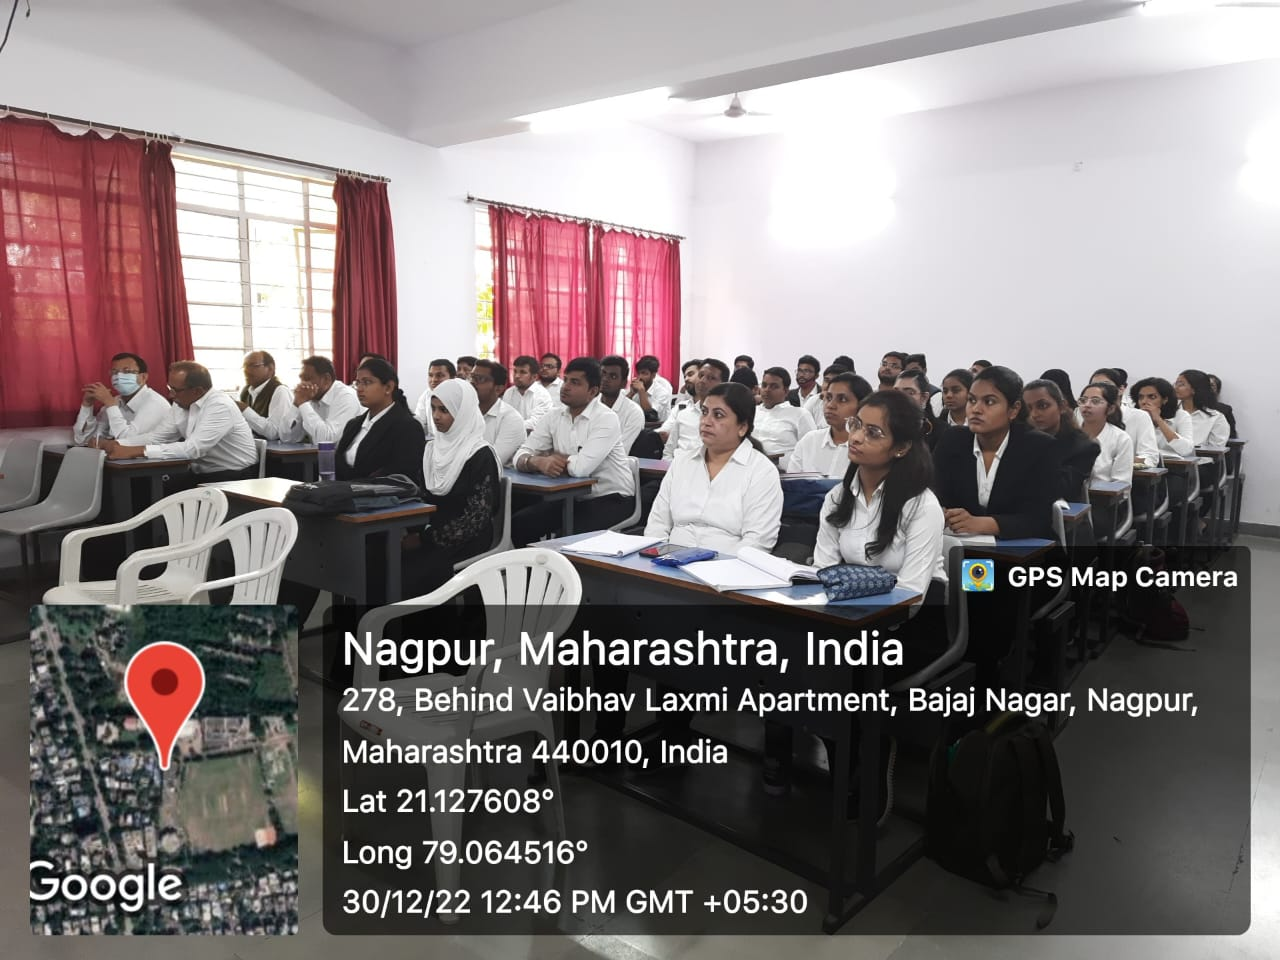 GPS Map Camera
Nagpur, Maharashtra, India
278, Behind Vaibhav Laxmi Apartment, Bajaj Nagar, Nagpur,
Maharashtra 440010, India
Lat 21.127608°
Long 79.064516°
30/12/22 12:46 PM GMT +05:30
Google